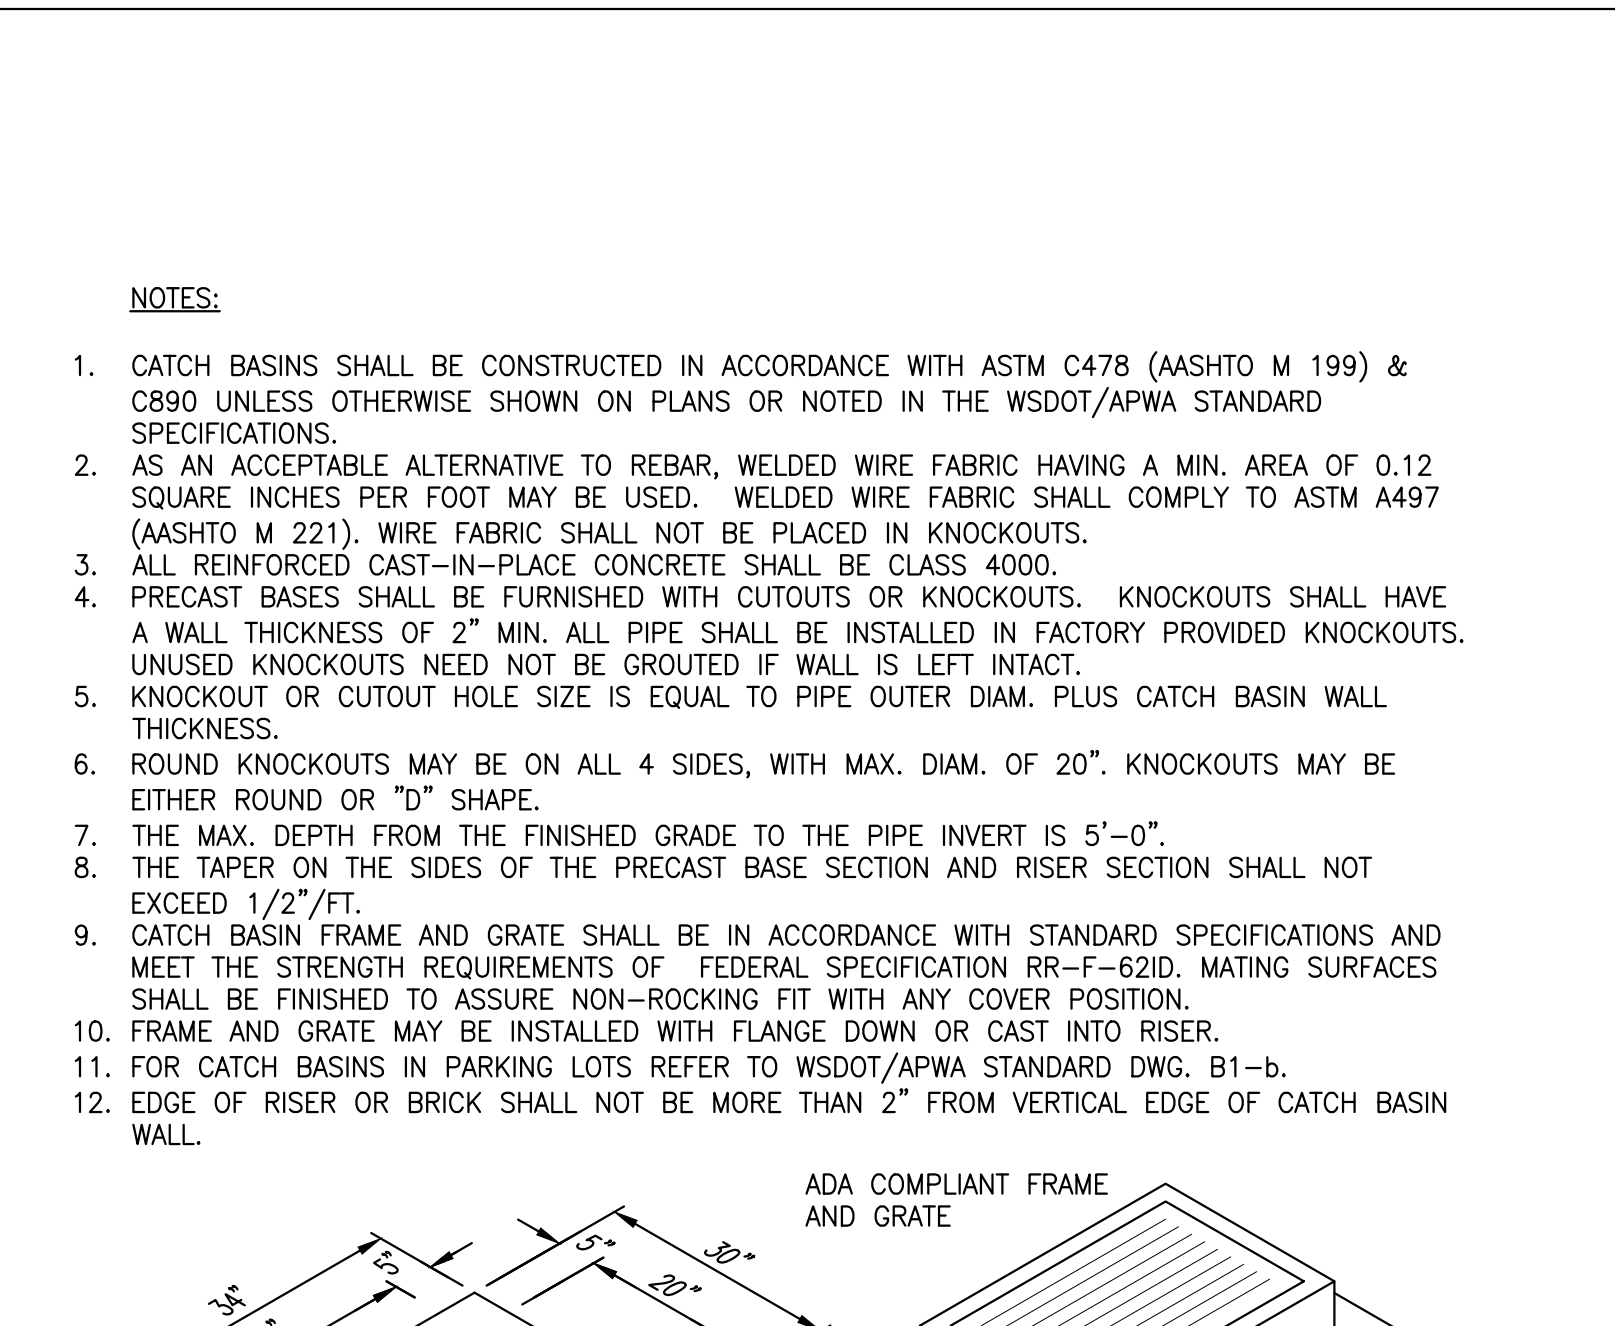 NOTES:
1. CATCH BASINS SHALL BE CONSTRUCTED IN ACCORDANCE WITH ASTM C478 (AASHTO M 199) &
C890 UNLESS OTHERWISE SHOWN ON PLANS OR NOTED IN THE WSDOT/APWA STANDARD
SPECIFICATIONS.
2. AS AN ACCEPTABLE ALTERNATIVE TO REBAR, WELDED WIRE FABRIC HAVING A MIN. AREA OF 0.12
SQUARE INCHES PER FOOT MAY BE USED. WELDED WIRE FABRIC SHALL COMPLY TO ASTM A497
(AASHTO M 221). WIRE FABRIC SHALL NOT BE PLACED IN KNOCKOUTS.
3. ALL REINFORCED CAST-IN-PLACE CONCRETE SHALL BE CLASS 4000.
4. PRECAST BASES SHALL BE FURNISHED WITH CUTOUTS OR KNOCKOUTS. KNOCKOUTS SHALL HAVE
A WALL THICKNESS OF 2" MIN. ALL PIPE SHALL BE INSTALLED IN FACTORY PROVIDED KNOCKOUTS.
UNUSED KNOCKOUTS NEED NOT BE GROUTED IF WALL IS LEFT INTACT.
5. KNOCKOUT OR CUTOUT HOLE SIZE IS EQUAL TO PIPE OUTER DIAM. PLUS CATCH BASIN WALL
THICKNESS.
6. ROUND KNOCKOUTS MAY BE ON ALL 4 SIDES, WITH MAX. DIAM. OF 20". KNOCKOUTS MAY BE
EITHER ROUND OR "D" SHAPE.
7. THE MAX. DEPTH FROM THE FINISHED GRADE TO THE PIPE INVERT IS 5'-0".
8. THE TAPER ON THE SIDES OF THE PRECAST BASE SECTION AND RISER SECTION SHALL NOT
EXCEED 1/2"/FT.
9. CATCH BASIN FRAME AND GRATE SHALL BE IN ACCORDANCE WITH STANDARD SPECIFICATIONS AND
MEET THE STRENGTH REQUIREMENTS OF FEDERAL SPECIFICATION RR-F-62ID. MATING SURFACES
SHALL BE FINISHED TO ASSURE NON-ROCKING FIT WITH ANY COVER POSITION.
10. FRAME AND GRATE MAY BE INSTALLED WITH FLANGE DOWN OR CAST INTO RISER.
11. FOR CATCH BASINS IN PARKING LOTS REFER TO WSDOT/APWA STANDARD DWG. B1-b.
12. EDGE OF RISER OR BRICK SHALL NOT BE MORE THAN 2" FROM VERTICAL EDGE OF CATCH BASIN
WALL.
ADA COMPLIANT FRAME
AND GRATE
5"
30"
5"
20"
34"